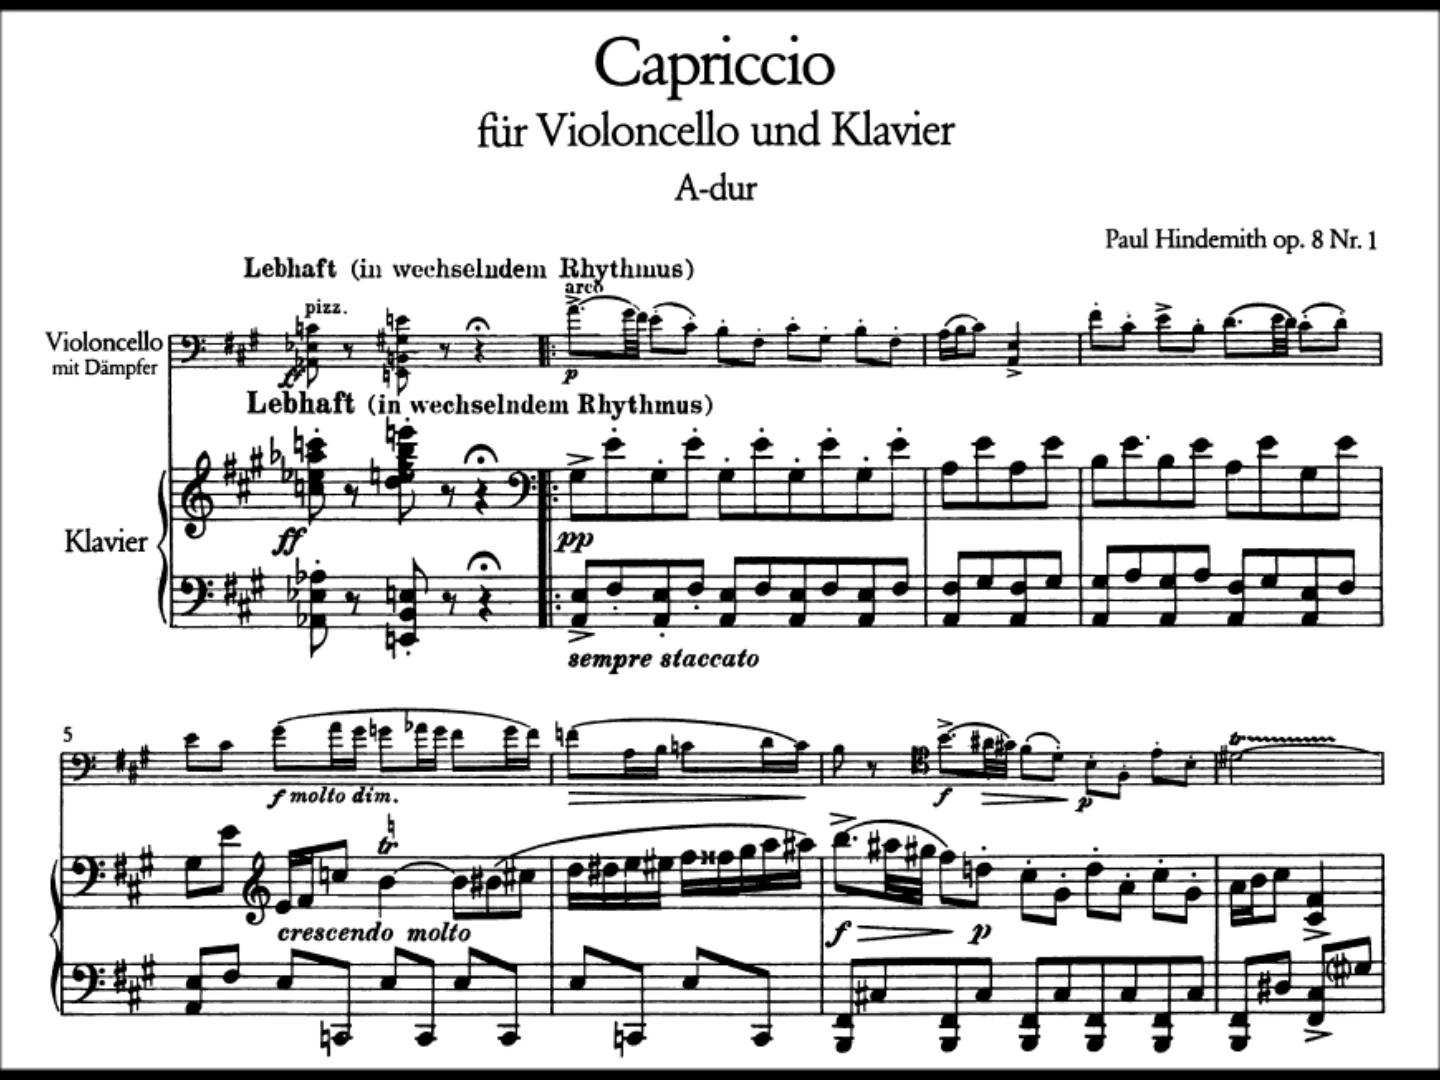 Capriccio
für Violoncello und Klavier
A-dur
Paul Hindemith op. 8 Nr. 1
Lebhaft (in wechselndem Rhythmus)
pizz.
arco
Violoncello
mit Dämpfer
ff
p
Lebhaft (in wechselndem Rhythmus)
Klavier
ff
pp
sempre staccato
5
tr
f molto dim.
f
p
tr
crescendo molto
f
p